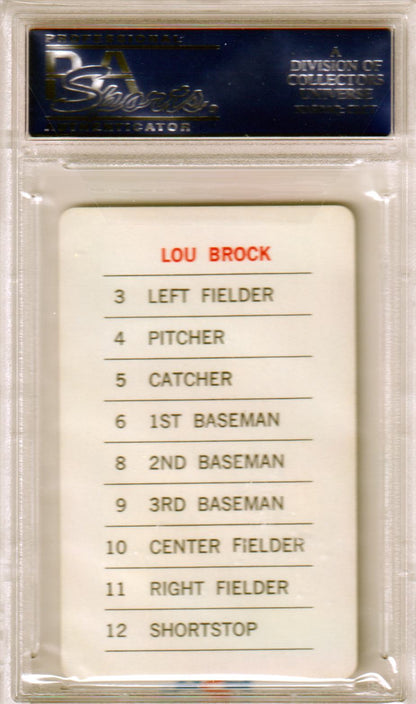 PROFESSIONAL
PSA
Sports
AUTHENTICATOR
A
DIVISION OF
COLLECTORS
UNIVERSE
LOU BROCK
3 LEFT FIELDER
4 PITCHER
5 CATCHER
6 1ST BASEMAN
8 2ND BASEMAN
9 3RD BASEMAN
10 CENTER FIELDER
11 RIGHT FIELDER
12 SHORTSTOP